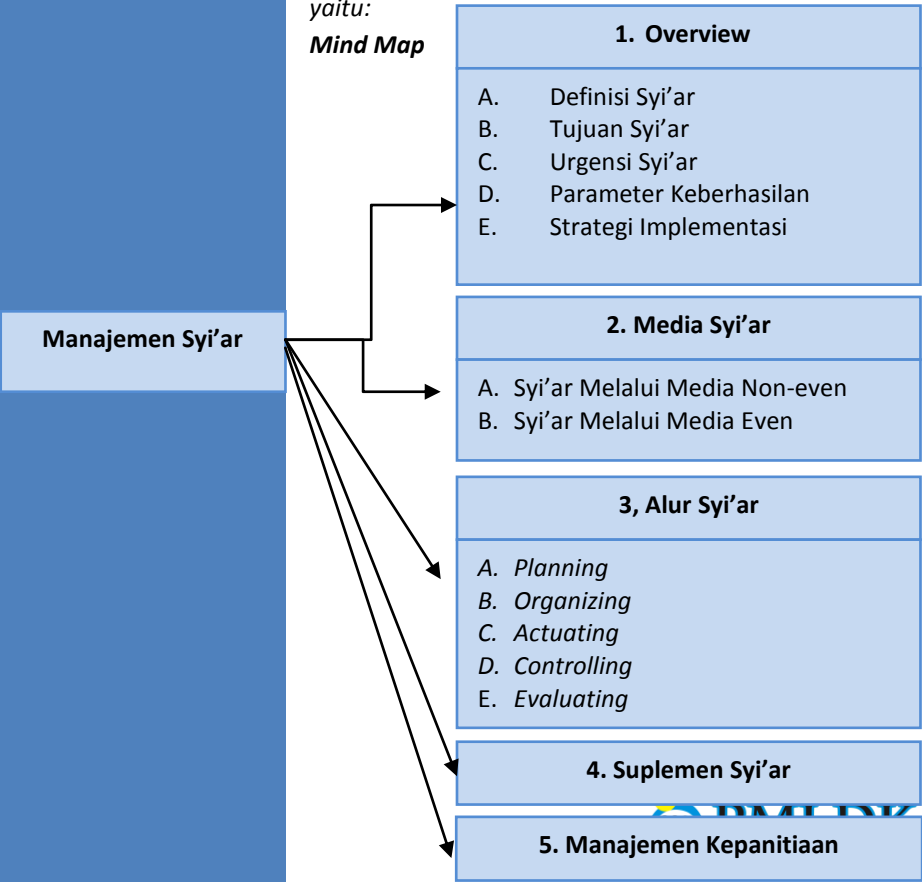 yaitu:
Mind Map
Manajemen Syi’ar
1. Overview
A. Definisi Syi’ar
B. Tujuan Syi’ar
C. Urgensi Syi’ar
D. Parameter Keberhasilan
E. Strategi Implementasi
2. Media Syi’ar
A. Syi’ar Melalui Media Non-even
B. Syi’ar Melalui Media Even
3, Alur Syi’ar
A. Planning
B. Organizing
C. Actuating
D. Controlling
E. Evaluating
4. Suplemen Syi’ar
5. Manajemen Kepanitiaan